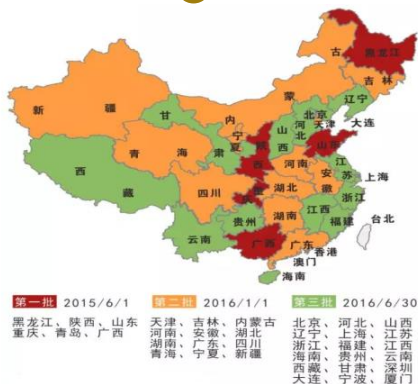 黑龙江
古
吉林
辽宁
新疆
甘
内
蒙
北京
天津
河北
大连
宁夏
山西
山东
青海
肃
陕西
河南
江苏
西藏
安徽
上海
四川
重庆
湖北
浙江
湖南
江西
贵州
福建
云南
台北
广西
广东
香港
澳门
海南
第一批 2015/6/1
黑龙江、陕西、山东
重庆、青岛、广西
第二批 2016/1/1
天津、吉林、内蒙古
河南、安徽、湖北
湖南、广东、四川
青海、宁夏、新疆
第三批 2016/6/30
北京、河北、山西
辽宁、上海、江苏
浙江、福建、江西
海南、贵州、云南
西藏、甘肃、深圳
大连、宁波、厦门